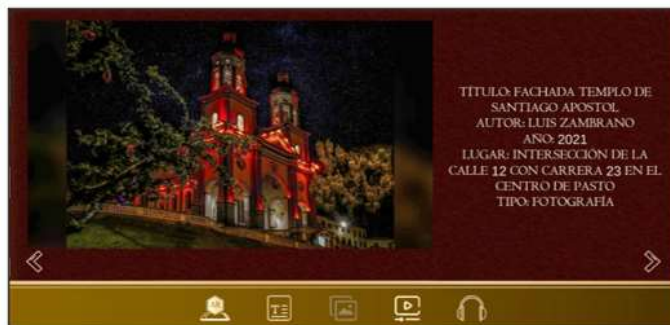 TÍTULO: FACHADA TEMPLO DE
SANTIAGO APOSTOL
AUTOR: LUIS ZAMBRANO
AÑO: 2021
LUGAR: INTERSECCIÓN DE LA
CALLE 12 CON CARRERA 23 EN EL
CENTRO DE PASTO
TIPO: FOTOGRAFÍA